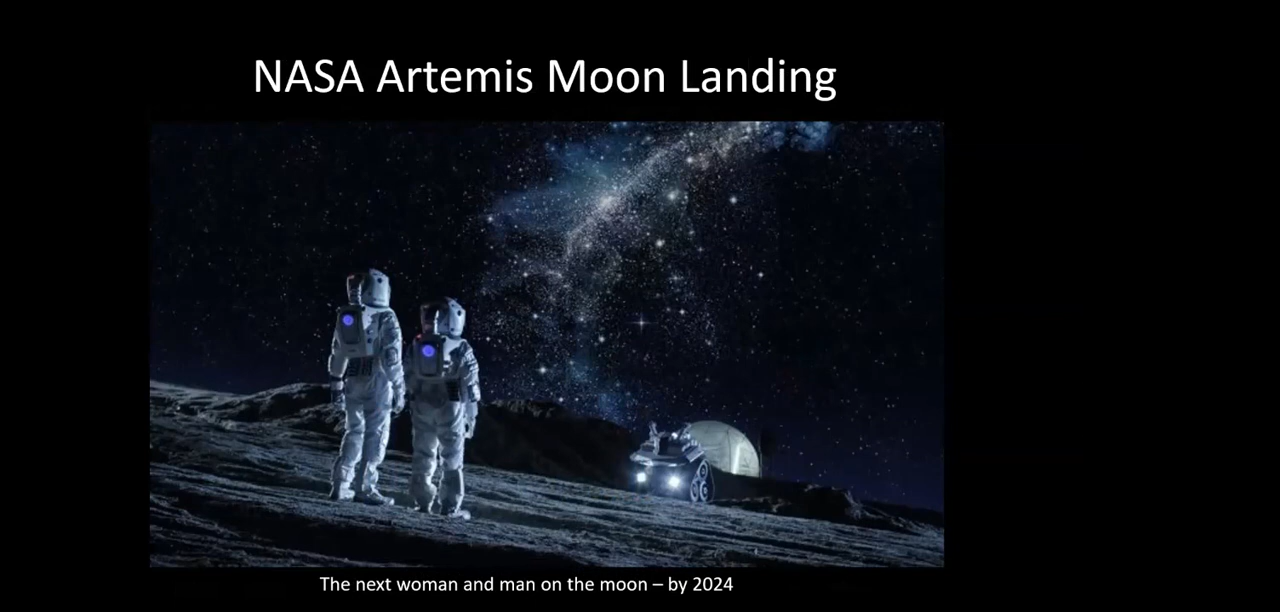 NASA Artemis Moon Landing
The next woman and man on the moon – by 2024